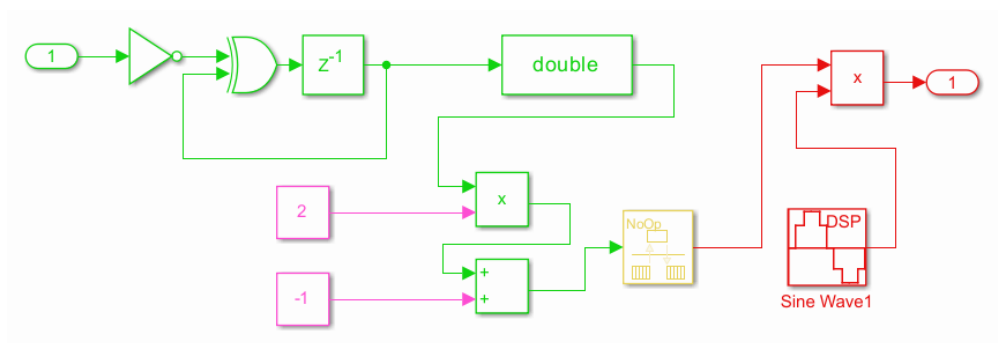 1
Z-1
double
x
1
2
x
NoOp
DSP
+
+
-1
Sine Wave1